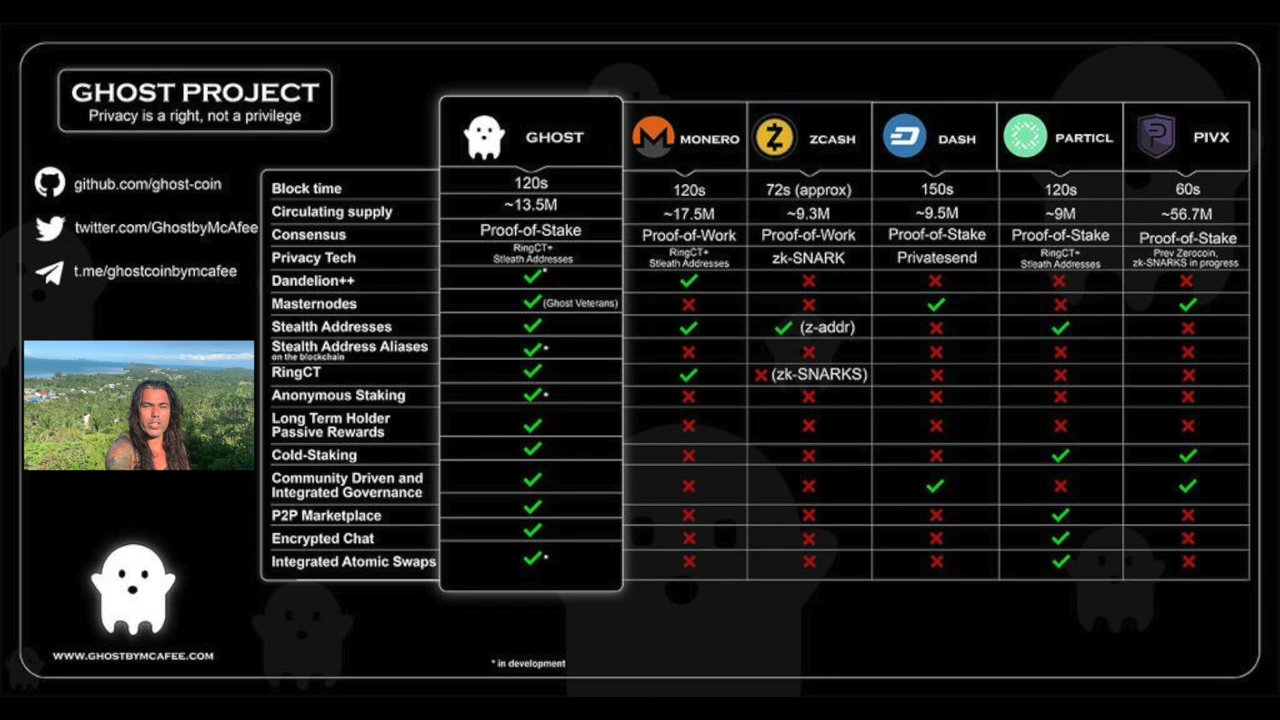 GHOST PROJECT
Privacy is a right, not a privilege
github.com/ghost-coin
twitter.com/GhostbyMcAfee
t.me/ghostcoinbymcafee
WWW.GHOSTBYMCAFEE.COM
GHOST MONERO ZCASH DASH PARTICL PIVX
Block time 120s 120s 72s (approx) 150s 120s 60s
Circulating supply ~13.5M ~17.5M ~9.3M ~9.5M ~9M ~56.7M
Consensus Proof-of-Stake Proof-of-Work Proof-of-Work Proof-of-Stake Proof-of-Stake Proof-of-Stake
Privacy Tech RingCT+ Stleath Addresses RingCT+ Stleath Addresses zk-SNARK Privatesend RingCT+ Stleath Addresses Prev Zerocoin, zk-SNARKS in progress
Dandelion++ *
Masternodes (Ghost Veterans)
Stealth Addresses (z-addr)
Stealth Address Aliases *
on the blockchain
RingCT (zk-SNARKS)
Anonymous Staking *
Long Term Holder
Passive Rewards
Cold-Staking
Community Driven and
Integrated Governance
P2P Marketplace
Encrypted Chat
Integrated Atomic Swaps *
* in development